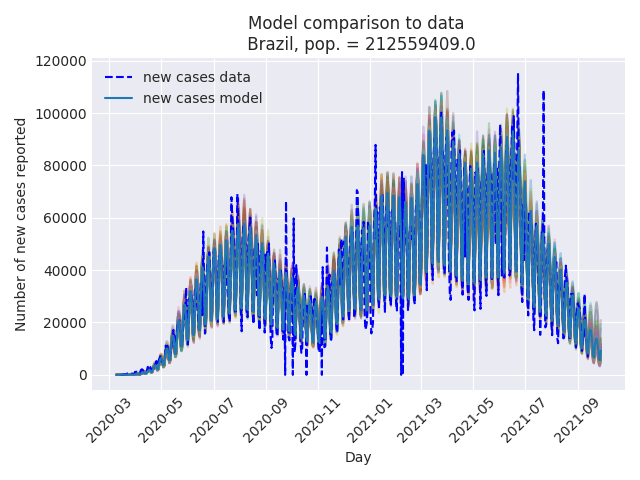 Model comparison to data
Brazil, pop. = 212559409.0
120000
100000
80000
60000
40000
20000
0
Number of new cases reported
new cases data
new cases model
2020-03
2020-05
2020-07
2020-09
2020-11
2021-01
2021-03
2021-05
2021-07
2021-09
Day